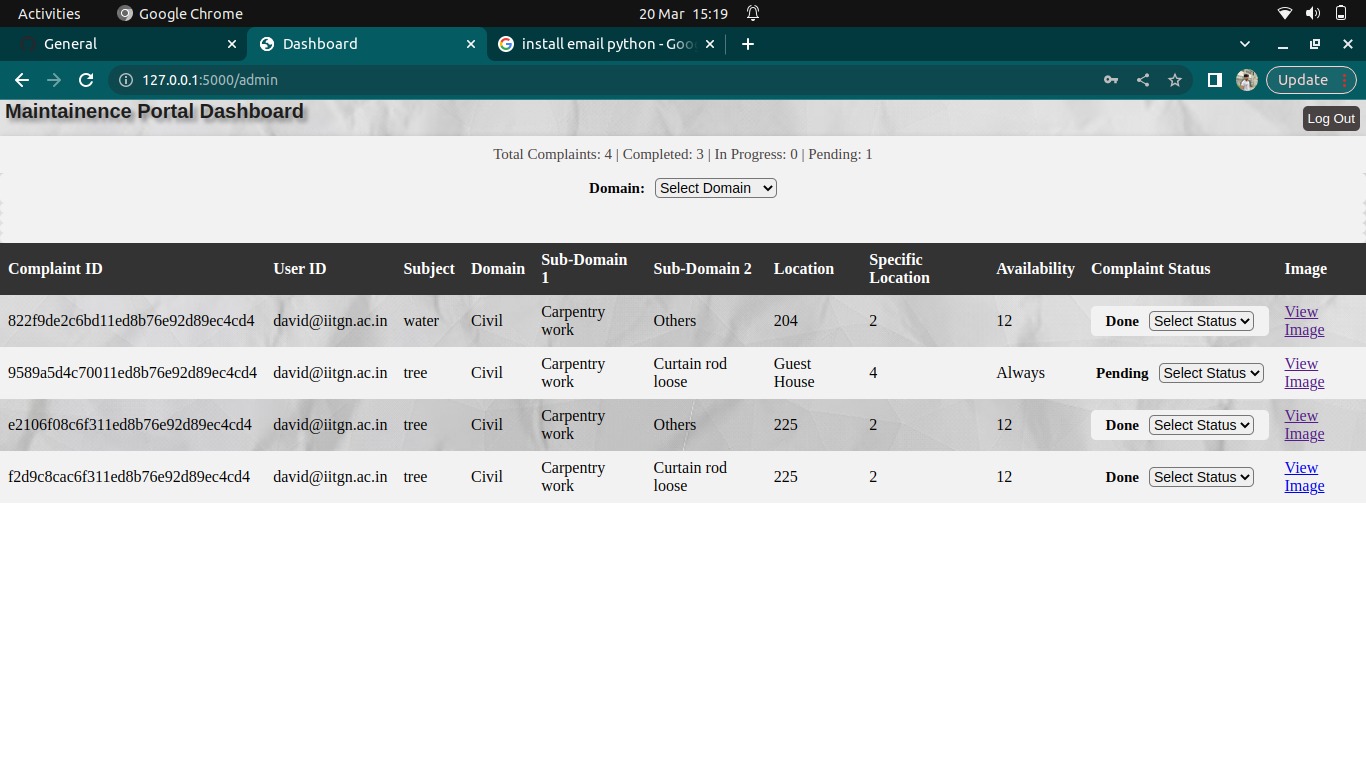 Activities Google Chrome 20 Mar 15:19
General Dashboard install email python - Goo
127.0.0.1:5000/admin Update
Maintainence Portal Dashboard
Log Out
Total Complaints: 4 | Completed: 3 | In Progress: 0 | Pending: 1
Domain: Select Domain
Complaint ID User ID Subject Domain Sub-Domain 1 Sub-Domain 2 Location Specific Location Availability Complaint Status Image
822f9de2c6bd11ed8b76e92d89ec4cd4 david@iitgn.ac.in water Civil Carpentry work Others 204 2 12 Done Select Status View Image
9589a5d4c70011ed8b76e92d89ec4cd4 david@iitgn.ac.in tree Civil Carpentry work Curtain rod loose Guest House 4 Always Pending Select Status View Image
e2106f08c6f311ed8b76e92d89ec4cd4 david@iitgn.ac.in tree Civil Carpentry work Others 225 2 12 Done Select Status View Image
f2d9c8cac6f311ed8b76e92d89ec4cd4 david@iitgn.ac.in tree Civil Carpentry work Curtain rod loose 225 2 12 Done Select Status View Image